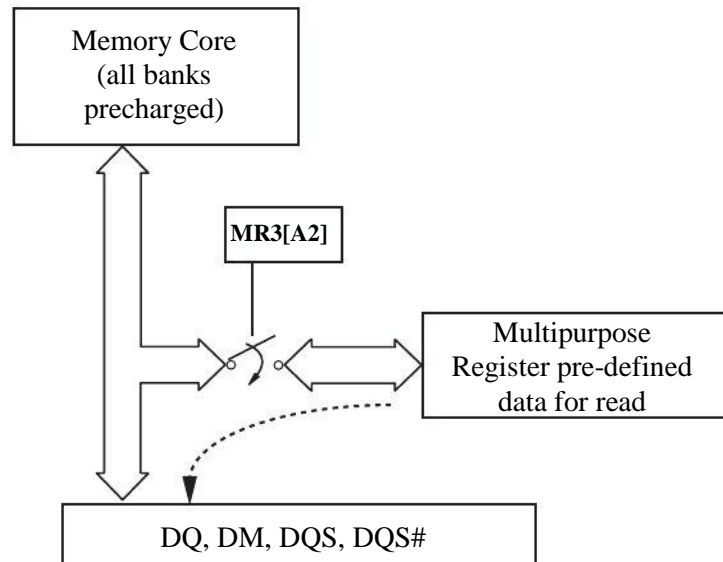 Memory Core
(all banks
precharged)
MR3[A2]
Multipurpose
Register pre-defined
data for read
DQ, DM, DQS, DQS#